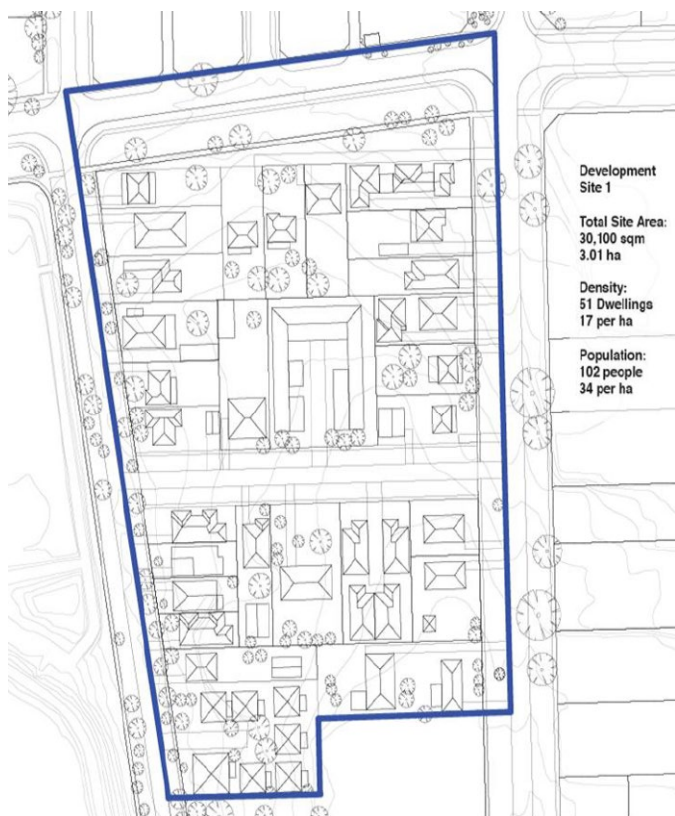 Development
Site 1
Total Site Area:
30,100 sqm
3.01 ha
Density:
51 Dwellings
17 per ha
Population:
102 people
34 per ha